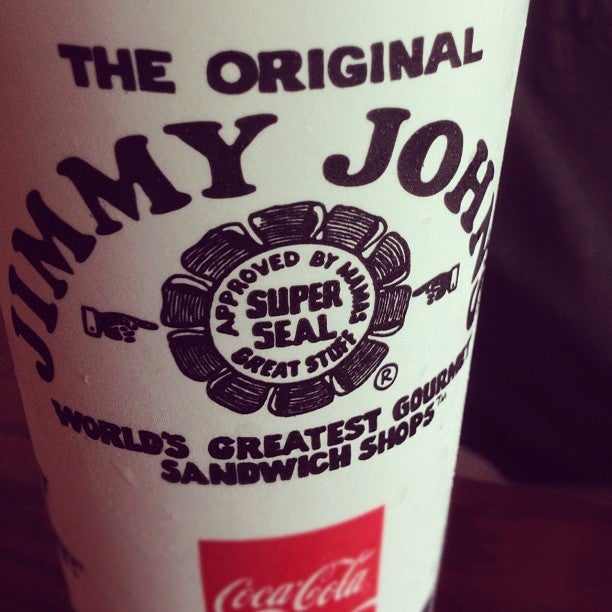 THE ORIGINAL
JIMMY JOHN
APPROVED BY MAMAS
SUPER
SEAL
GREAT STUFF
®
WORLD'S GREATEST GOURMET
SANDWICH SHOPS™
Coca-Cola